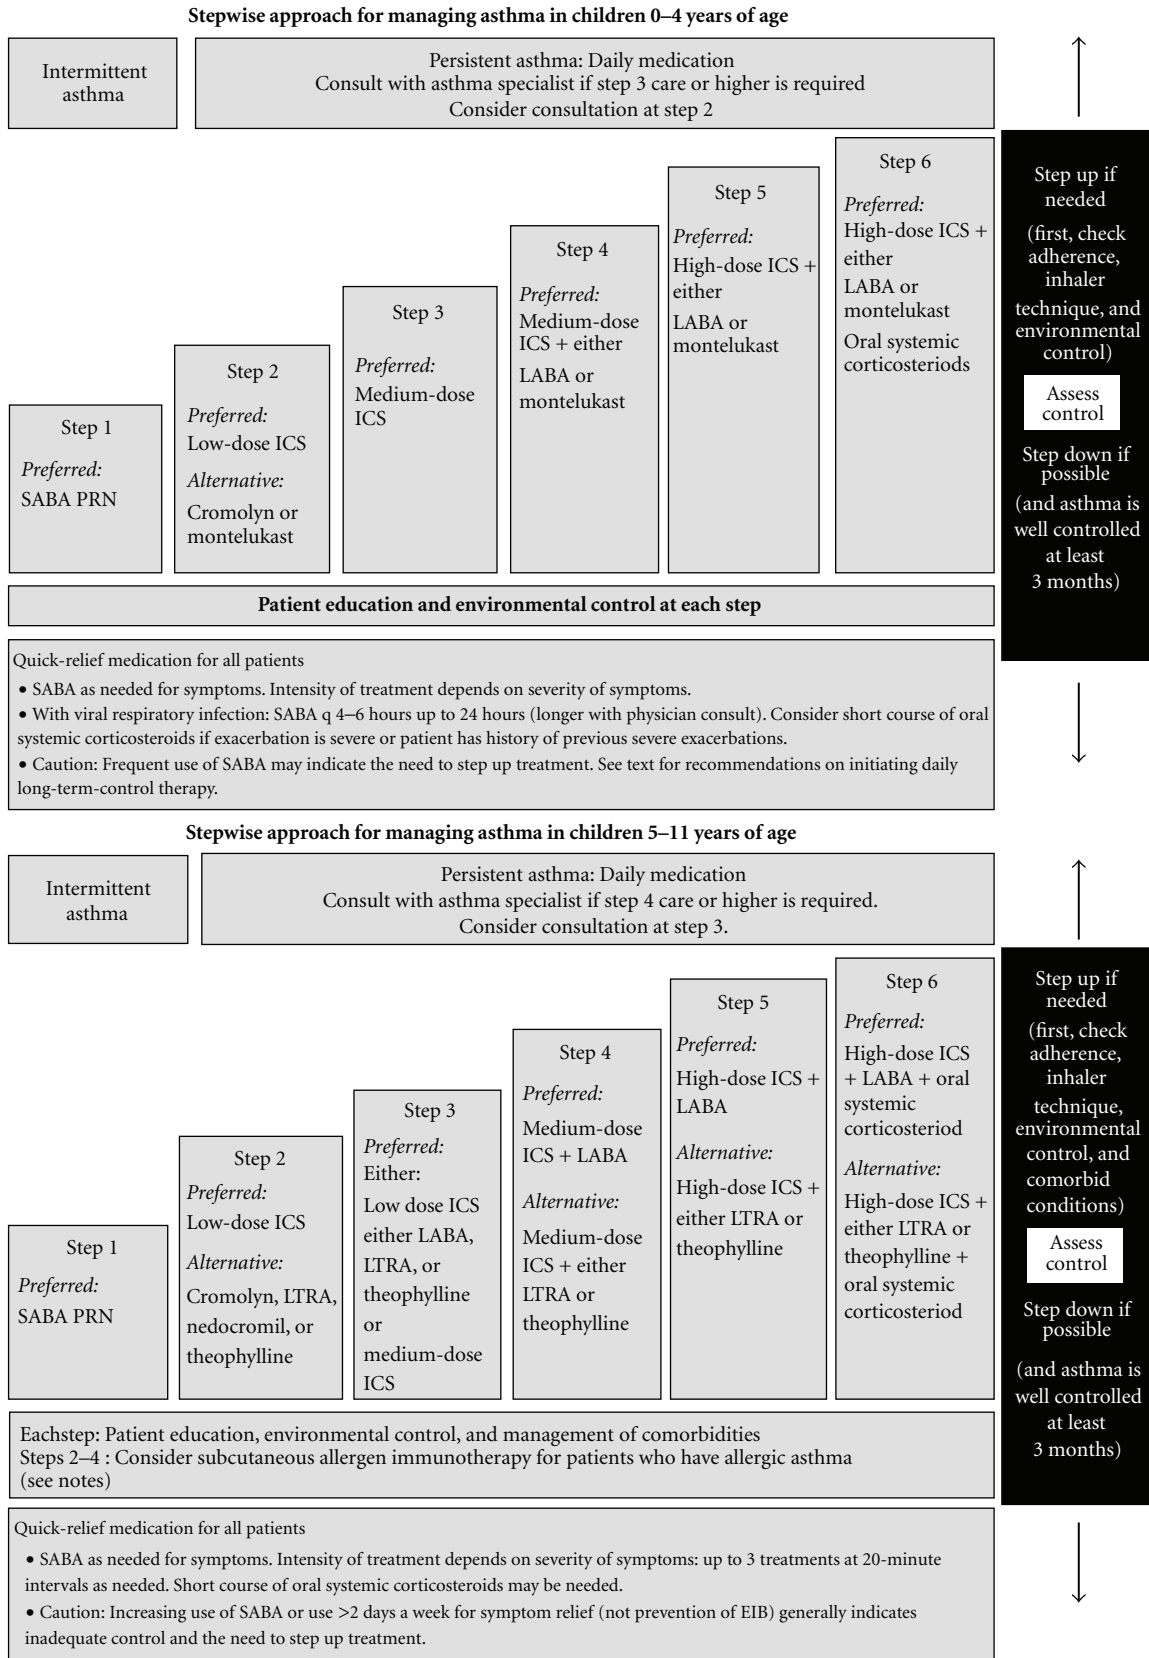 Stepwise approach for managing asthma in children 0–4 years of age
Intermittent
asthma
Persistent asthma: Daily medication
Consult with asthma specialist if step 3 care or higher is required
Consider consultation at step 2
Step 1
Preferred:
SABA PRN
Step 2
Preferred:
Low-dose ICS
Alternative:
Cromolyn or
montelukast
Step 3
Preferred:
Medium-dose
ICS
Step 4
Preferred:
Medium-dose
ICS + either
LABA or
montelukast
Step 5
Preferred:
High-dose ICS +
either
LABA or
montelukast
Step 6
Preferred:
High-dose ICS +
either
LABA or
montelukast
Oral systemic
corticosteriods
Step up if
needed
(first, check
adherence,
inhaler
technique, and
environmental
control)
Assess
control
Step down if
possible
(and asthma is
well controlled
at least
3 months)
Patient education and environmental control at each step
Quick-relief medication for all patients
• SABA as needed for symptoms. Intensity of treatment depends on severity of symptoms.
• With viral respiratory infection: SABA q 4–6 hours up to 24 hours (longer with physician consult). Consider short course of oral
systemic corticosteroids if exacerbation is severe or patient has history of previous severe exacerbations.
• Caution: Frequent use of SABA may indicate the need to step up treatment. See text for recommendations on initiating daily
long-term-control therapy.
Stepwise approach for managing asthma in children 5–11 years of age
Intermittent
asthma
Persistent asthma: Daily medication
Consult with asthma specialist if step 4 care or higher is required.
Consider consultation at step 3.
Step 1
Preferred:
SABA PRN
Step 2
Preferred:
Low-dose ICS
Alternative:
Cromolyn, LTRA,
nedocromil, or
theophylline
Step 3
Preferred:
Either:
Low dose ICS
either LABA,
LTRA, or
theophylline
or
medium-dose
ICS
Step 4
Preferred:
Medium-dose
ICS + LABA
Alternative:
Medium-dose
ICS + either
LTRA or
theophylline
Step 5
Preferred:
High-dose ICS +
LABA
Alternative:
High-dose ICS +
either LTRA or
theophylline
Step 6
Preferred:
High-dose ICS
+ LABA + oral
systemic
corticosteriod
Alternative:
High-dose ICS +
either LTRA or
theophylline +
oral systemic
corticosteriod
Step up if
needed
(first, check
adherence,
inhaler
technique,
environmental
control, and
comorbid
conditions)
Assess
control
Step down if
possible
(and asthma is
well controlled
at least
3 months)
Eachstep: Patient education, environmental control, and management of comorbidities
Steps 2–4 : Consider subcutaneous allergen immunotherapy for patients who have allergic asthma
(see notes)
Quick-relief medication for all patients
• SABA as needed for symptoms. Intensity of treatment depends on severity of symptoms: up to 3 treatments at 20-minute
intervals as needed. Short course of oral systemic corticosteroids may be needed.
• Caution: Increasing use of SABA or use >2 days a week for symptom relief (not prevention of EIB) generally indicates
inadequate control and the need to step up treatment.